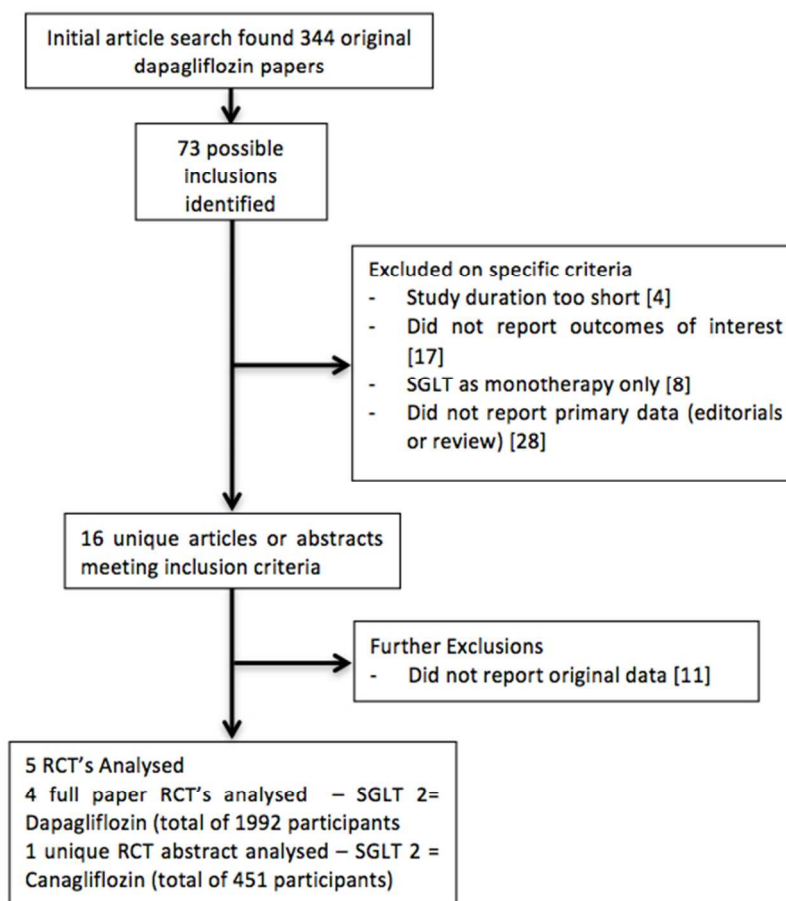 Initial article search found 344 original
dapagliflozin papers
73 possible
inclusions
identified
Excluded on specific criteria
- Study duration too short [4]
- Did not report outcomes of interest
[17]
- SGLT as monotherapy only [8]
- Did not report primary data (editorials
or review) [28]
16 unique articles or abstracts
meeting inclusion criteria
Further Exclusions
- Did not report original data [11]
5 RCT's Analysed
4 full paper RCT's analysed – SGLT 2=
Dapagliflozin (total of 1992 participants
1 unique RCT abstract analysed – SGLT 2 =
Canagliflozin (total of 451 participants)